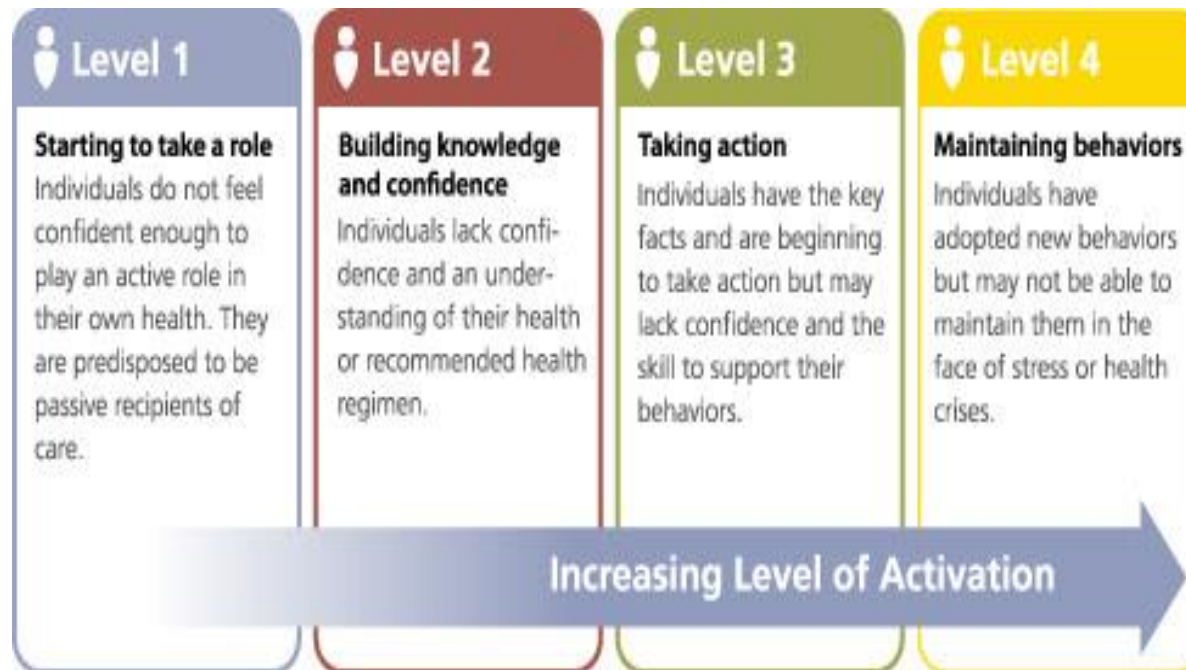 Level 1
Starting to take a role
Individuals do not feel
confident enough to
play an active role in
their own health. They
are predisposed to be
passive recipients of
care.
Level 2
Building knowledge
and confidence
Individuals lack confi-
dence and an under-
standing of their health
or recommended health
regimen.
Level 3
Taking action
Individuals have the key
facts and are beginning
to take action but may
lack confidence and the
skill to support their
behaviors.
Level 4
Maintaining behaviors
Individuals have
adopted new behaviors
but may not be able to
maintain them in the
face of stress or health
crises.
Increasing Level of Activation